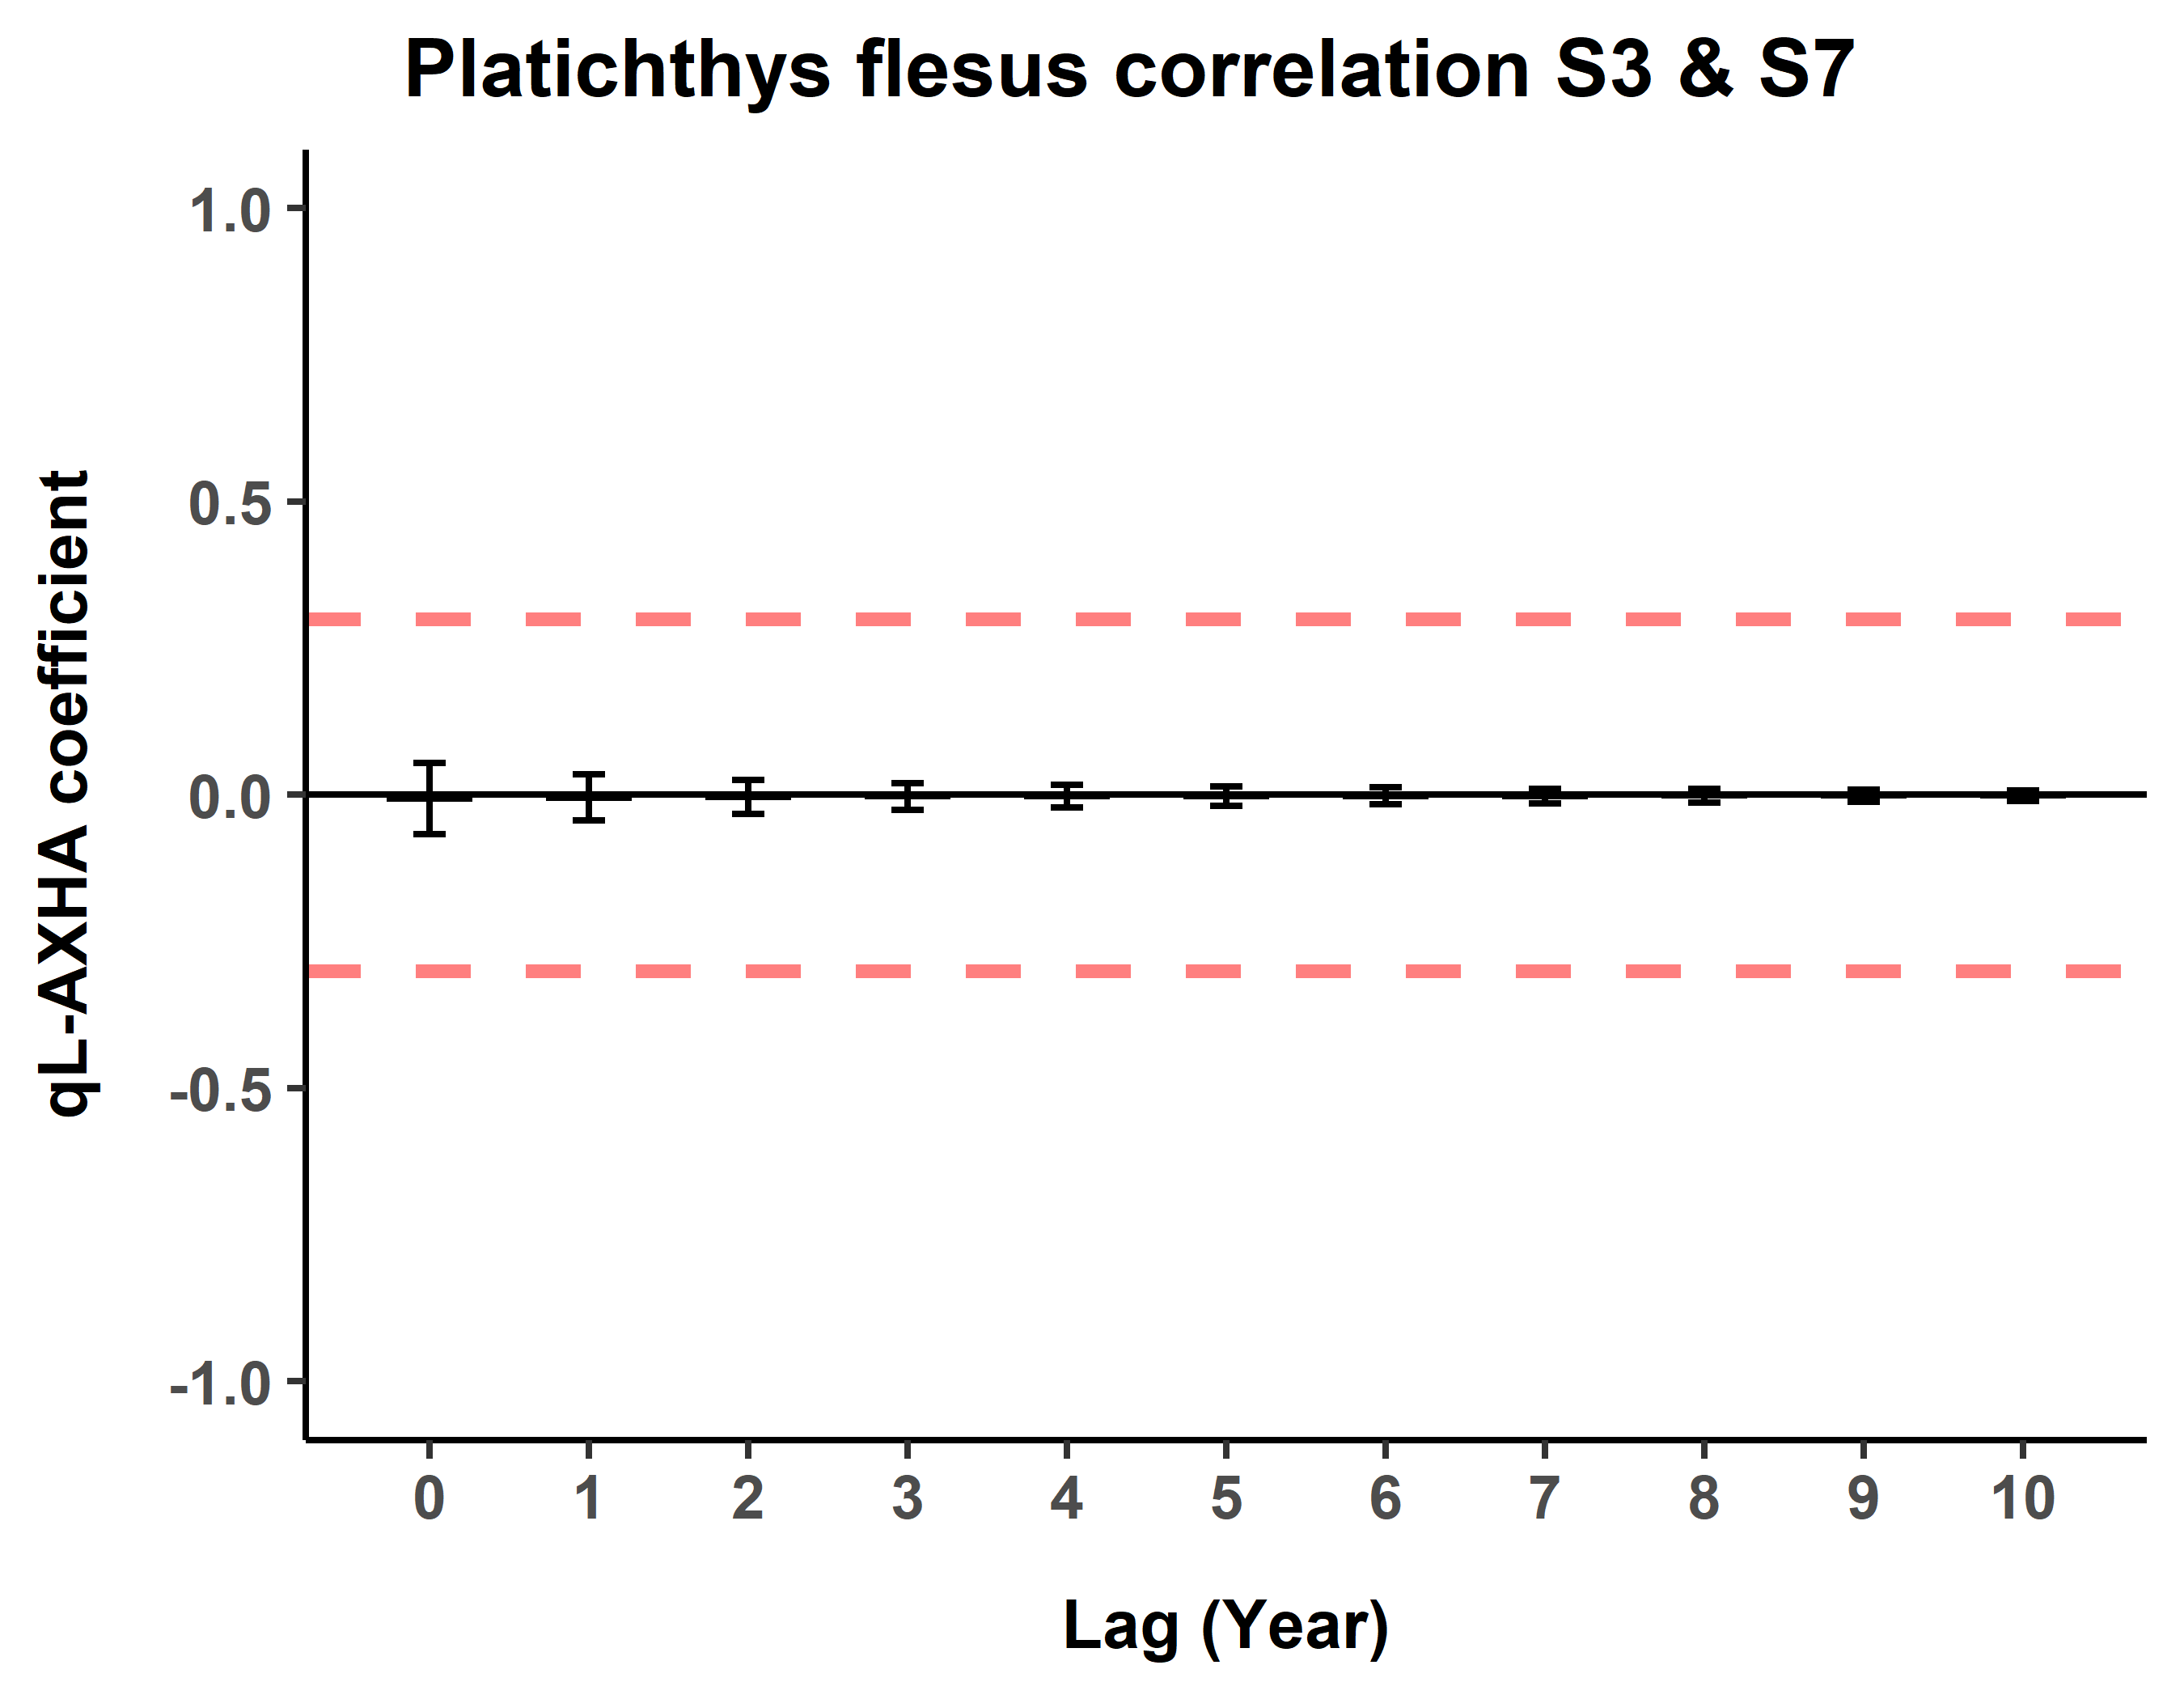 Platichthys flesus correlation S3 & S7
qL-AXHA coefficient
1.0
0.5
0.0
-0.5
-1.0
0 1 2 3 4 5 6 7 8 9 10
Lag (Year)